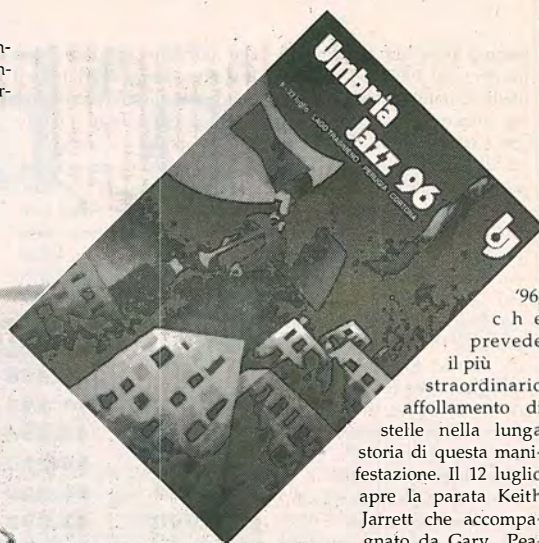 n-
n-
r-
Umbria
Jazz 96
LAGO TRASIMENO / PERUGIA / CORTONA
'96,
che
prevede
il più
straordinario
affollamento di
stelle nella lunga
storia di questa mani-
festazione. Il 12 luglio
apre la parata Keith
Jarrett che accompa-
gnato da Gary Pea-